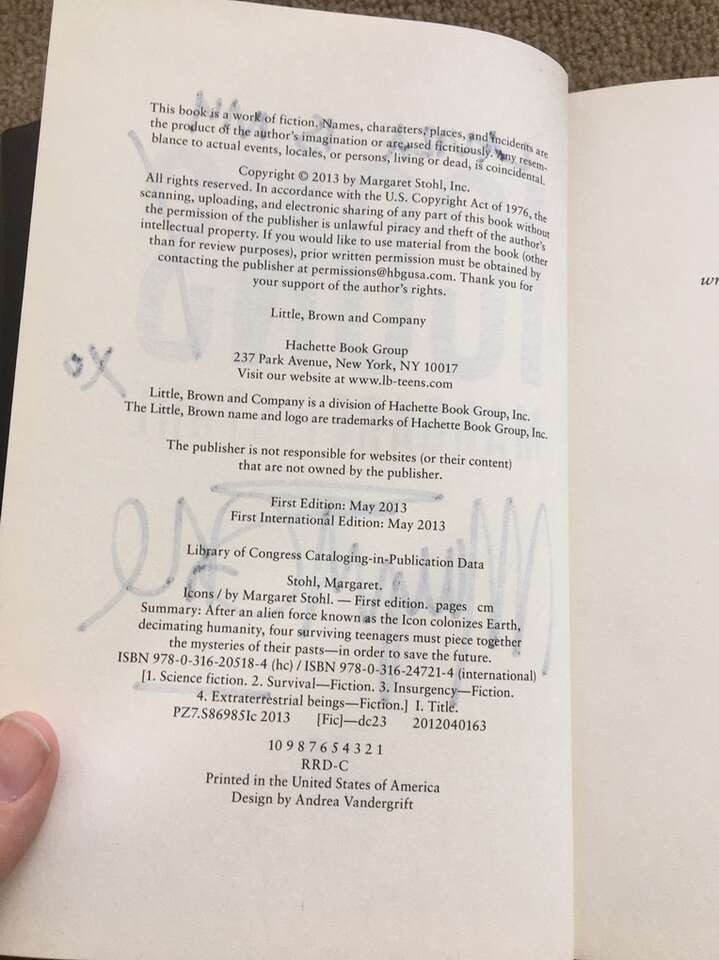 This book is a work of fiction. Names, characters, places, and incidents are
the product of the author's imagination or are used fictitiously. Any resem-
blance to actual events, locales, or persons, living or dead, is coincidental.
Copyright © 2013 by Margaret Stohl, Inc.
All rights reserved. In accordance with the U.S. Copyright Act of 1976, the
scanning, uploading, and electronic sharing of any part of this book without
the permission of the publisher is unlawful piracy and theft of the author's
intellectual property. If you would like to use material from the book (other
than for review purposes), prior written permission must be obtained by
contacting the publisher at permissions@hbgusa.com. Thank you for
your support of the author's rights.
Little, Brown and Company
Hachette Book Group
237 Park Avenue, New York, NY 10017
Visit our website at www.lb-teens.com
Little, Brown and Company is a division of Hachette Book Group, Inc.
The Little, Brown name and logo are trademarks of Hachette Book Group, Inc.
The publisher is not responsible for websites (or their content)
that are not owned by the publisher.
First Edition: May 2013
First International Edition: May 2013
Library of Congress Cataloging-in-Publication Data
Stohl, Margaret.
Icons / by Margaret Stohl. — First edition. pages cm
Summary: After an alien force known as the Icon colonizes Earth,
decimating humanity, four surviving teenagers must piece together
the mysteries of their pasts—in order to save the future.
ISBN 978-0-316-20518-4 (hc) / ISBN 978-0-316-24721-4 (international)
[1. Science fiction. 2. Survival—Fiction. 3. Insurgency—Fiction.
4. Extraterrestrial beings—Fiction.] I. Title.
PZ7.S86985Ic 2013 [Fic]—dc23 2012040163
10 9 8 7 6 5 4 3 2 1
RRD-C
Printed in the United States of America
Design by Andrea Vandergrift